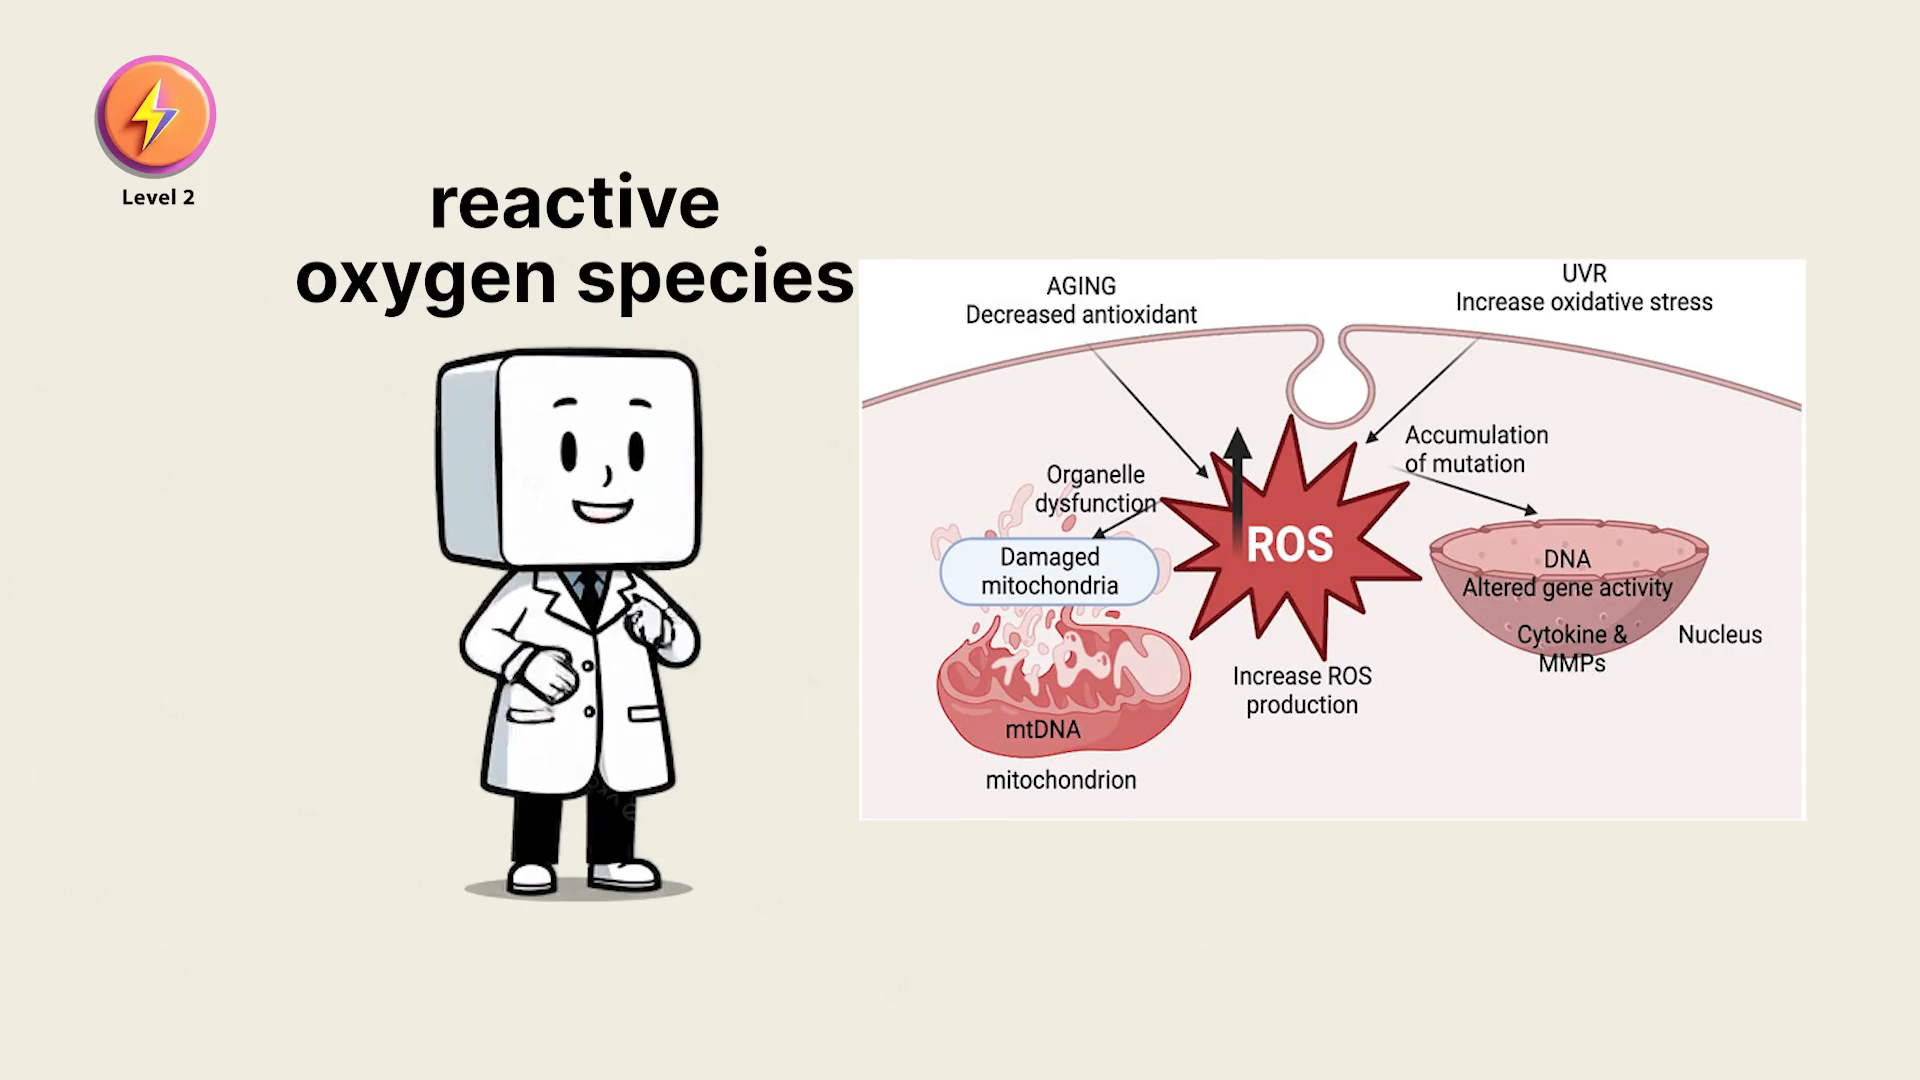 Level 2
reactive
oxygen species
AGING
Decreased antioxidant
UVR
Increase oxidative stress
Accumulation
of mutation
Organelle
dysfunction
ROS
Damaged
mitochondria
DNA
Altered gene activity
Cytokine &
MMPs
Nucleus
Increase ROS
production
mtDNA
mitochondrion